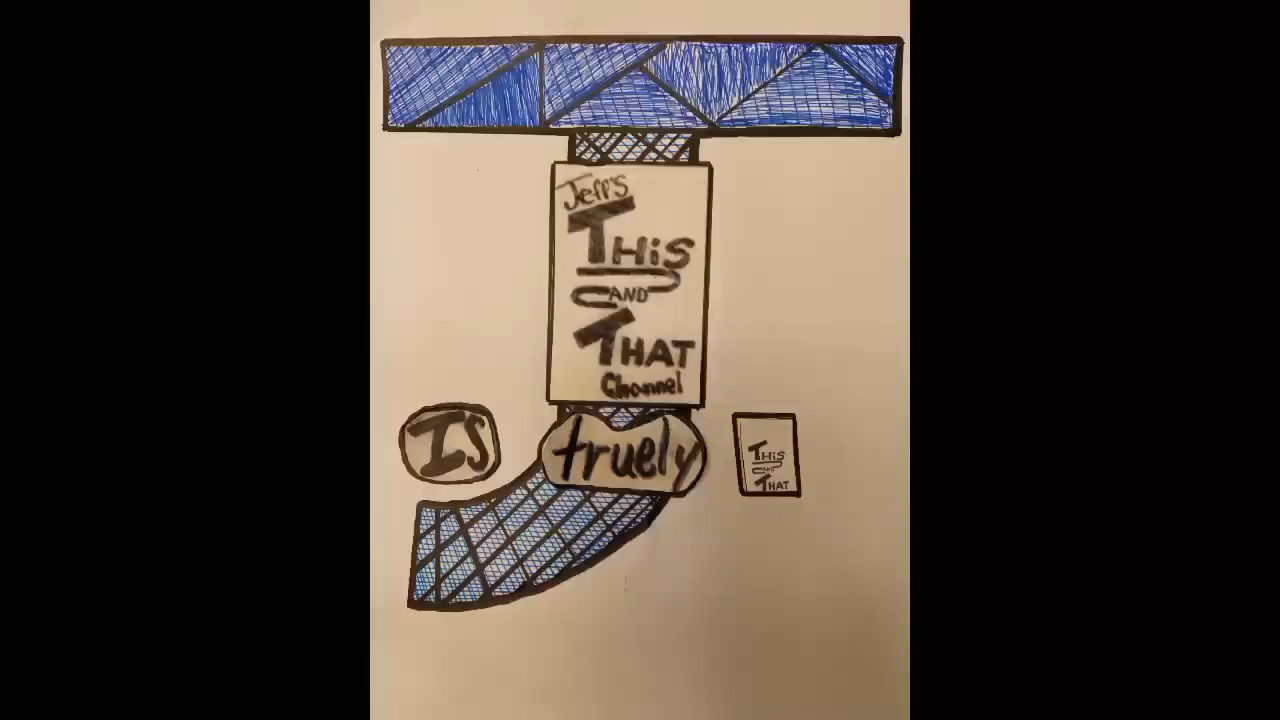 Jeff's
THiS
AND
THAT
Channel
IS
truely
THiS
AND
THAT